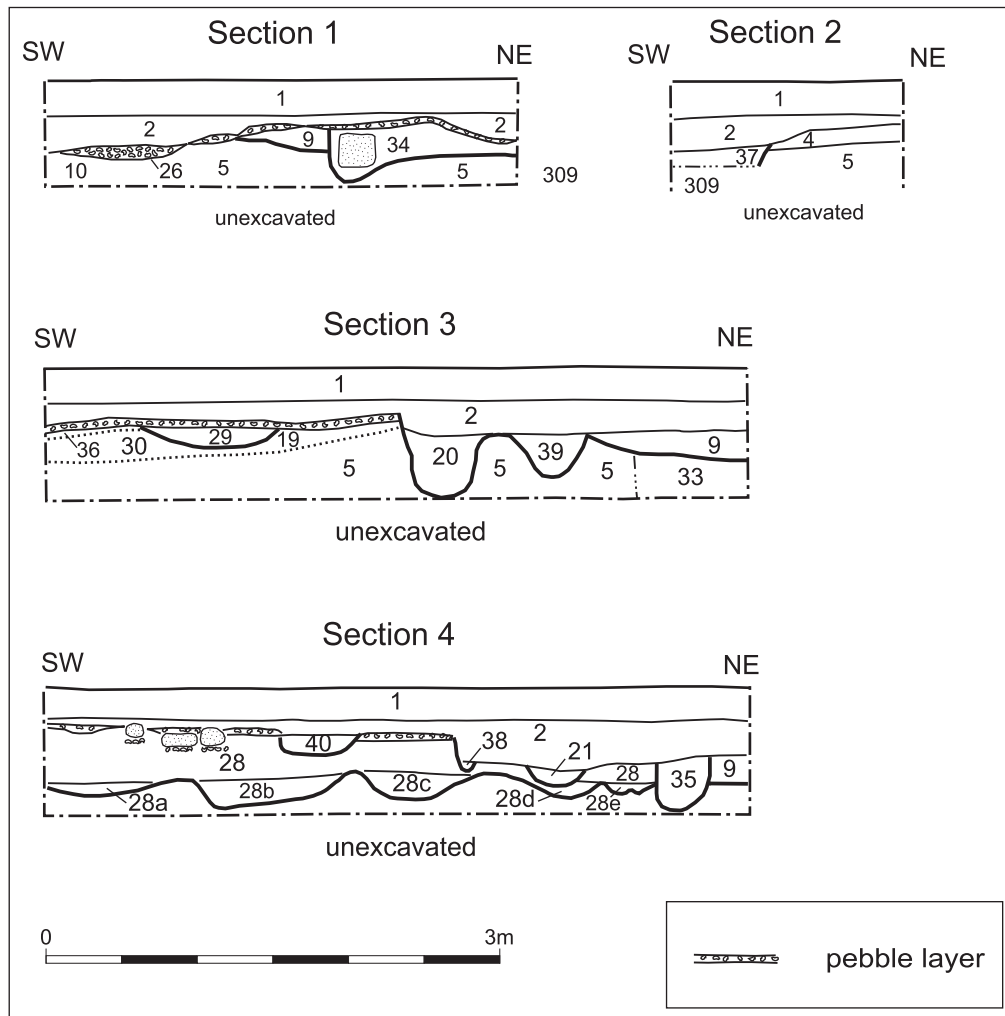 Section 1
SW
NE
1
2
9
34
2
10
26
5
5
309
unexcavated
Section 2
SW
NE
1
2
4
37
5
309
unexcavated
Section 3
SW
NE
1
2
36
30
29
19
5
20
5
39
5
9
33
unexcavated
Section 4
SW
NE
1
2
40
38
21
28
28
35
9
28a
28b
28c
28d
28e
unexcavated
0
3m
pebble layer